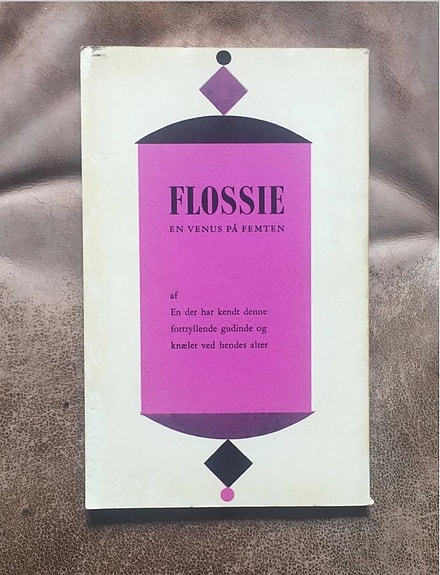 FLOSSIE
EN VENUS PÅ FEMTEN
af
En der har kendt denne
fortryllende gudinde og
knælet ved hendes alter